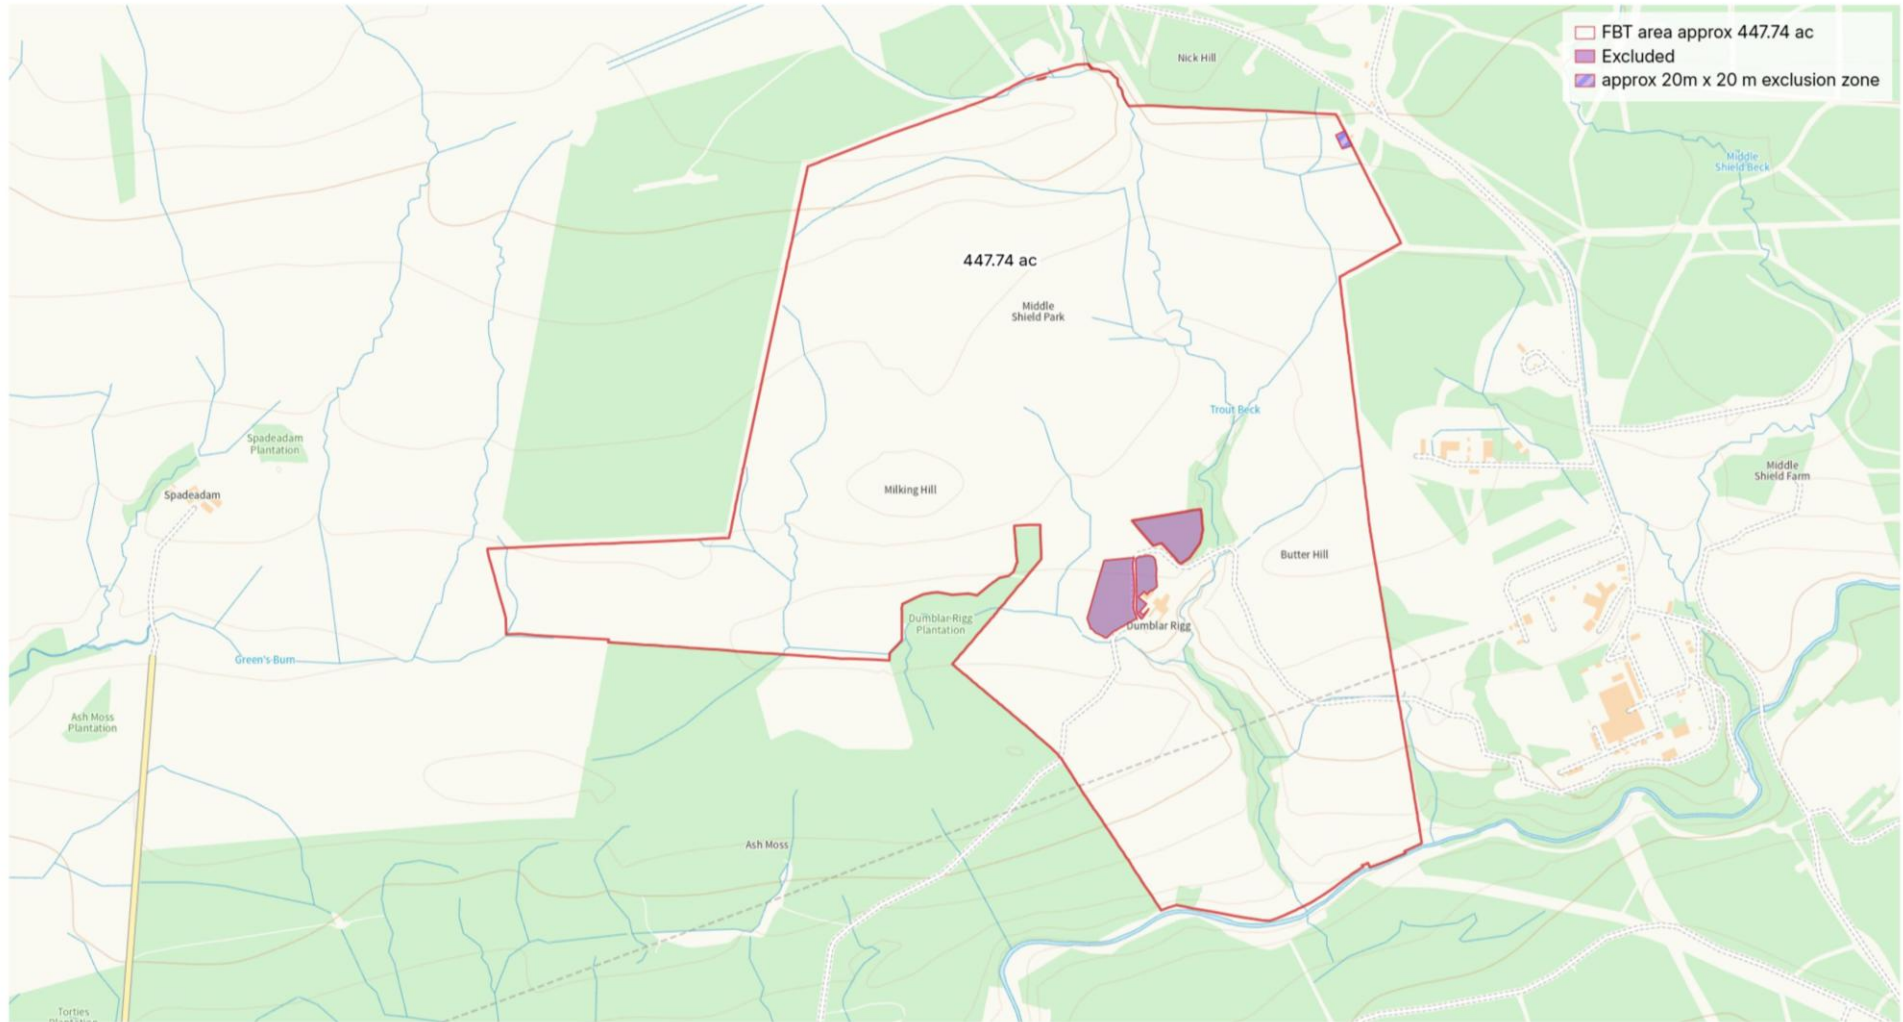 FBT area approx 447.74 ac
Excluded
approx 20m x 20 m exclusion zone
Nick Hill
Middle
Shield Beck
447.74 ac
Middle
Shield Park
Trout Beck
Spadeadam
Plantation
Spadeadam
Milking Hill
Middle
Shield Farm
Butter Hill
Dumblar Rigg
Plantation
Dumblar Rigg
Green's Burn
Ash Moss
Plantation
Ash Moss
Torties